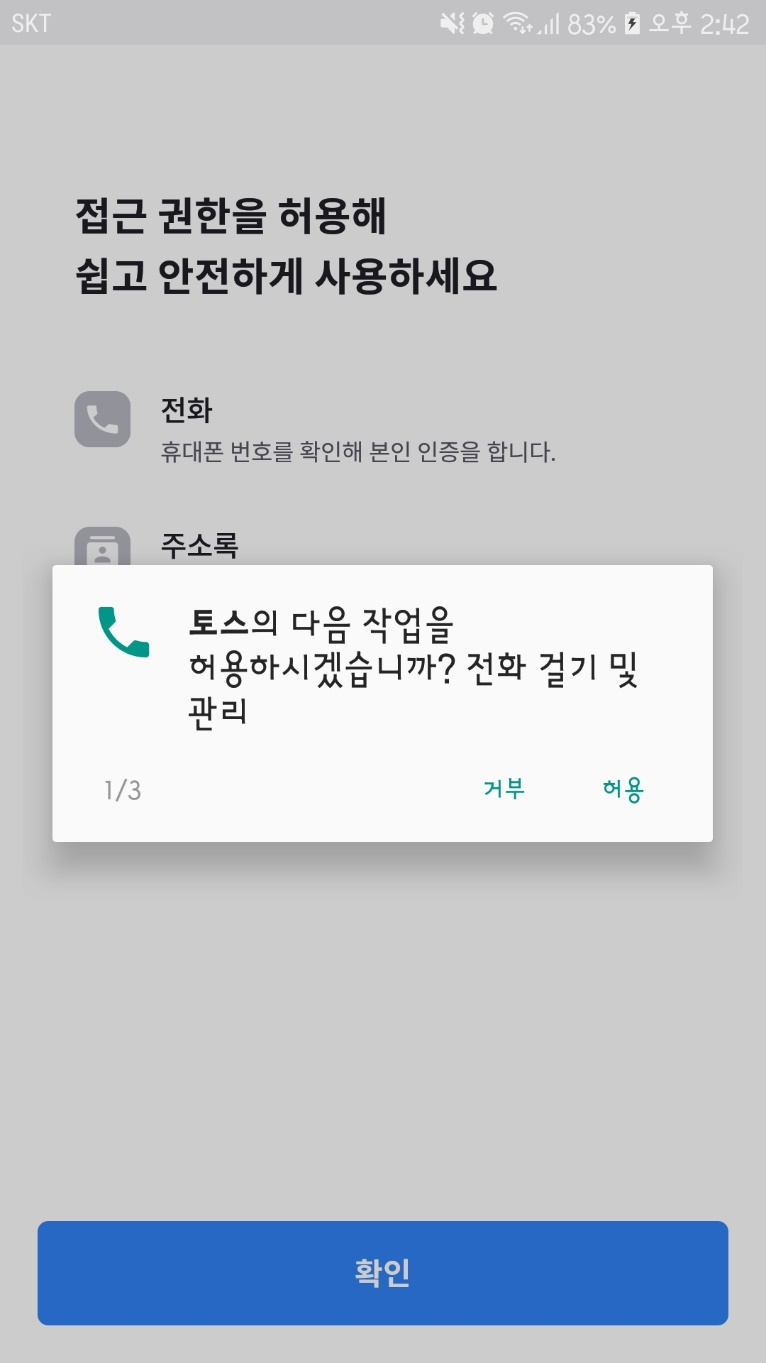 SKT 83% 오후 2:42
접근 권한을 허용해
쉽고 안전하게 사용하세요
전화
휴대폰 번호를 확인해 본인 인증을 합니다.
주소록
토스의 다음 작업을
허용하시겠습니까? 전화 걸기 및
관리
1/3 거부 허용
확인